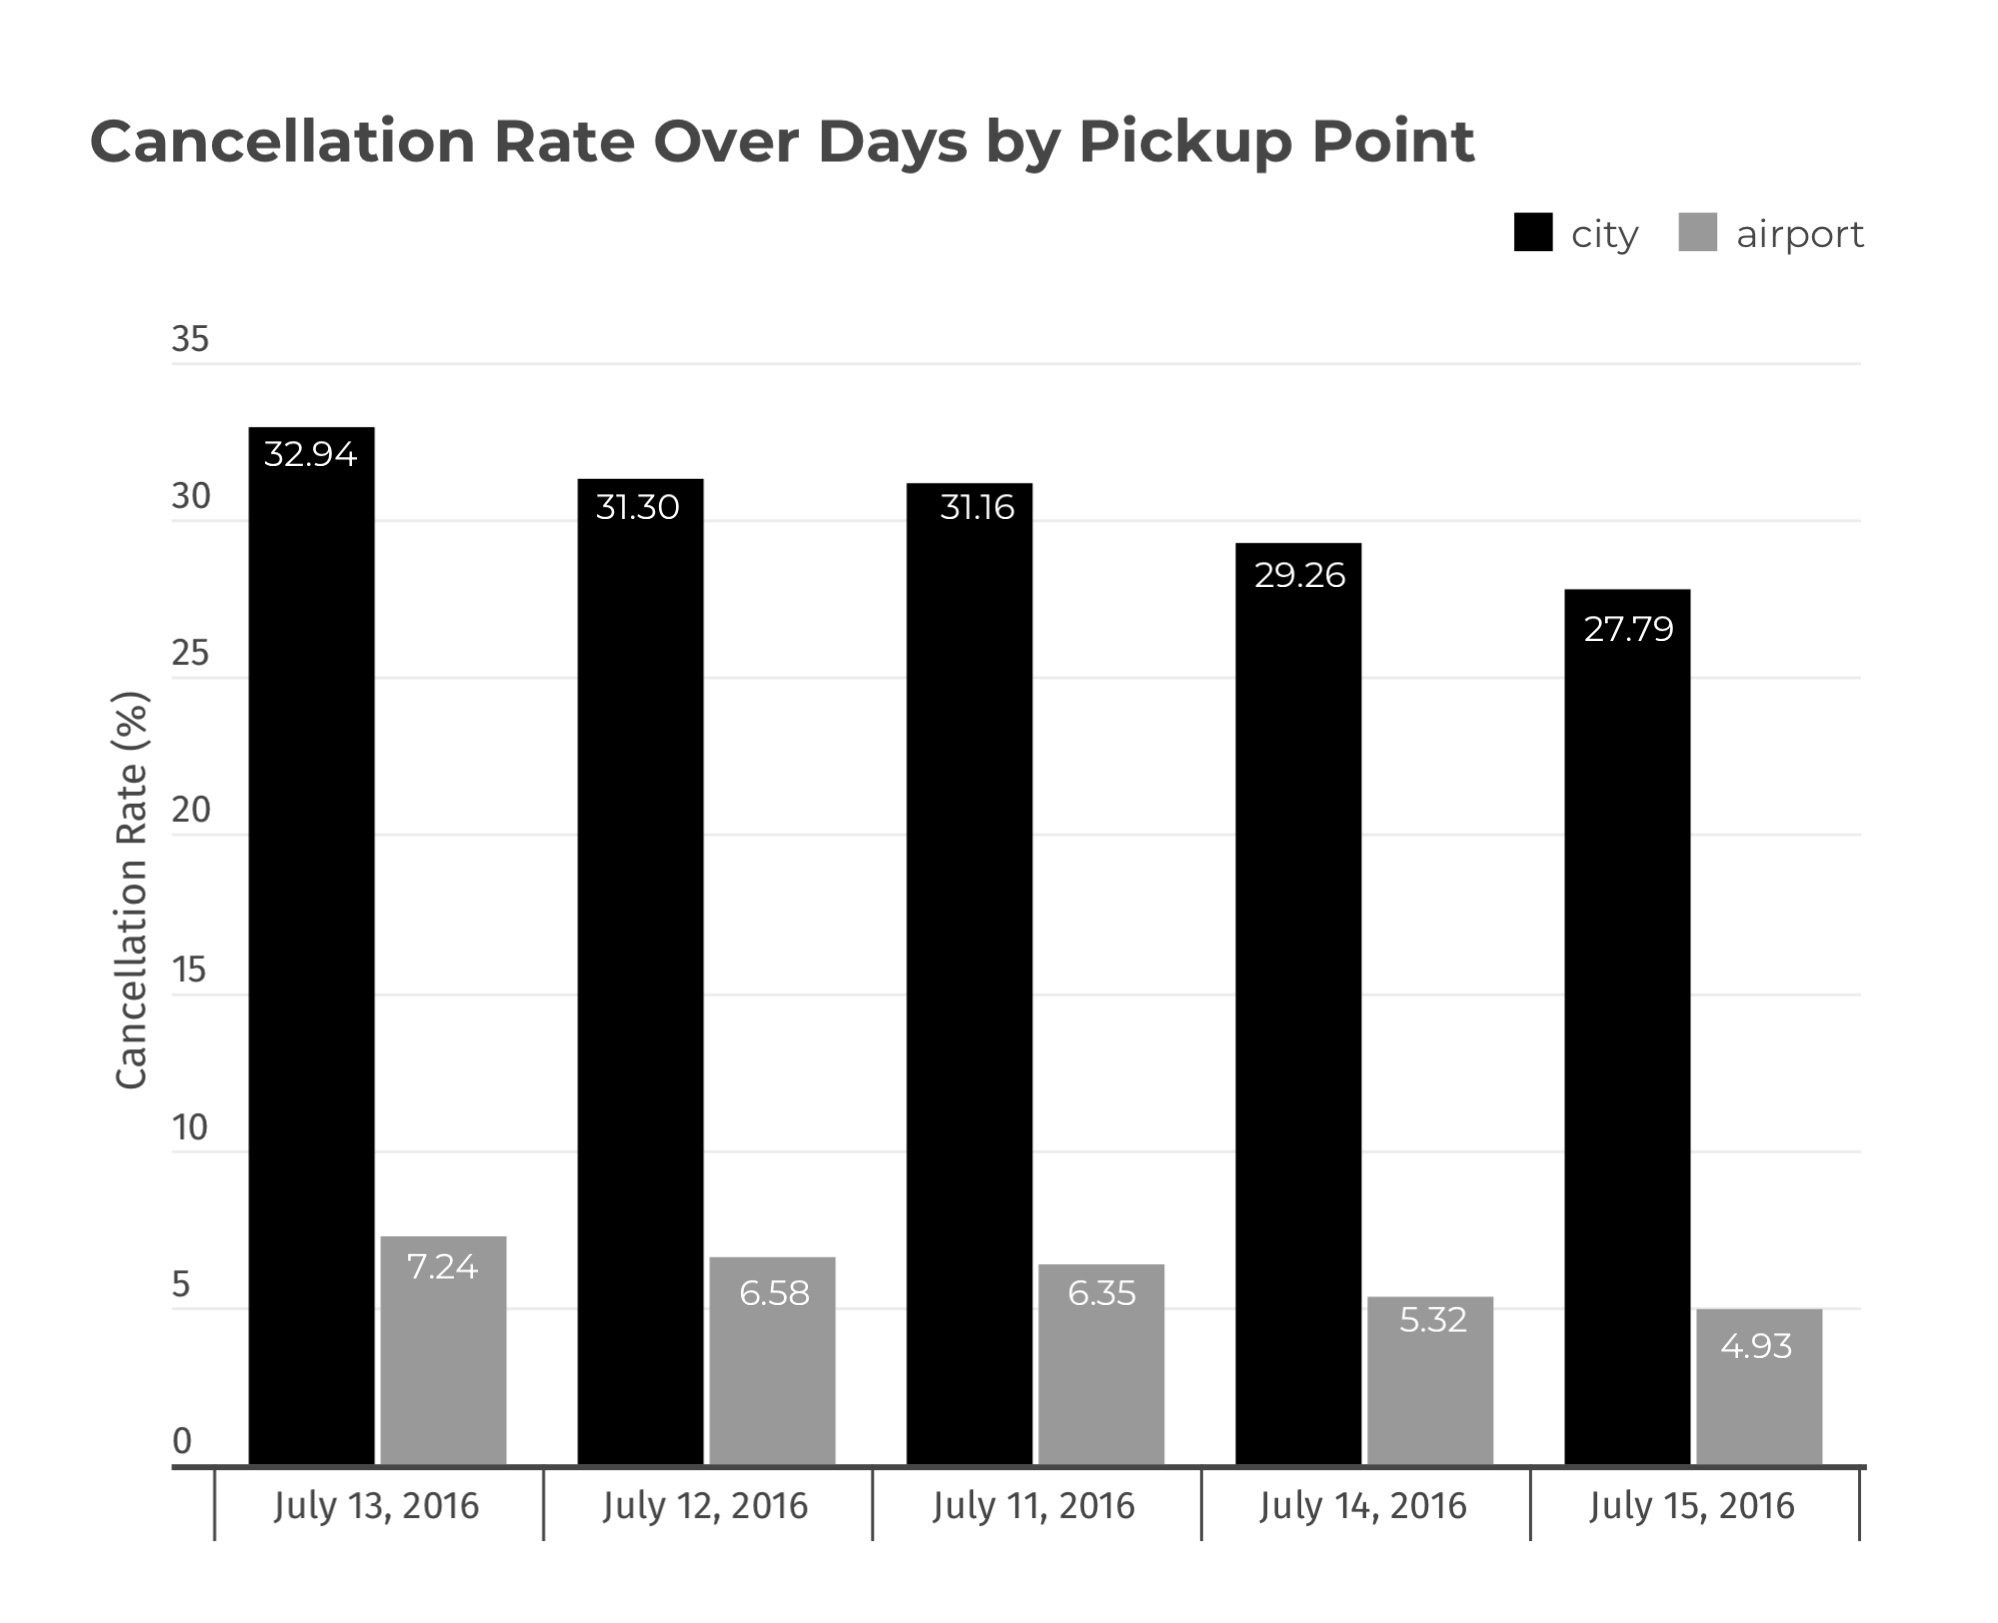 Cancellation Rate Over Days by Pickup Point
city airport
35
30
25
20
15
10
5
0
Cancellation Rate (%)
32.94
7.24
31.30
6.58
31.16
6.35
29.26
5.32
27.79
4.93
July 13, 2016
July 12, 2016
July 11, 2016
July 14, 2016
July 15, 2016